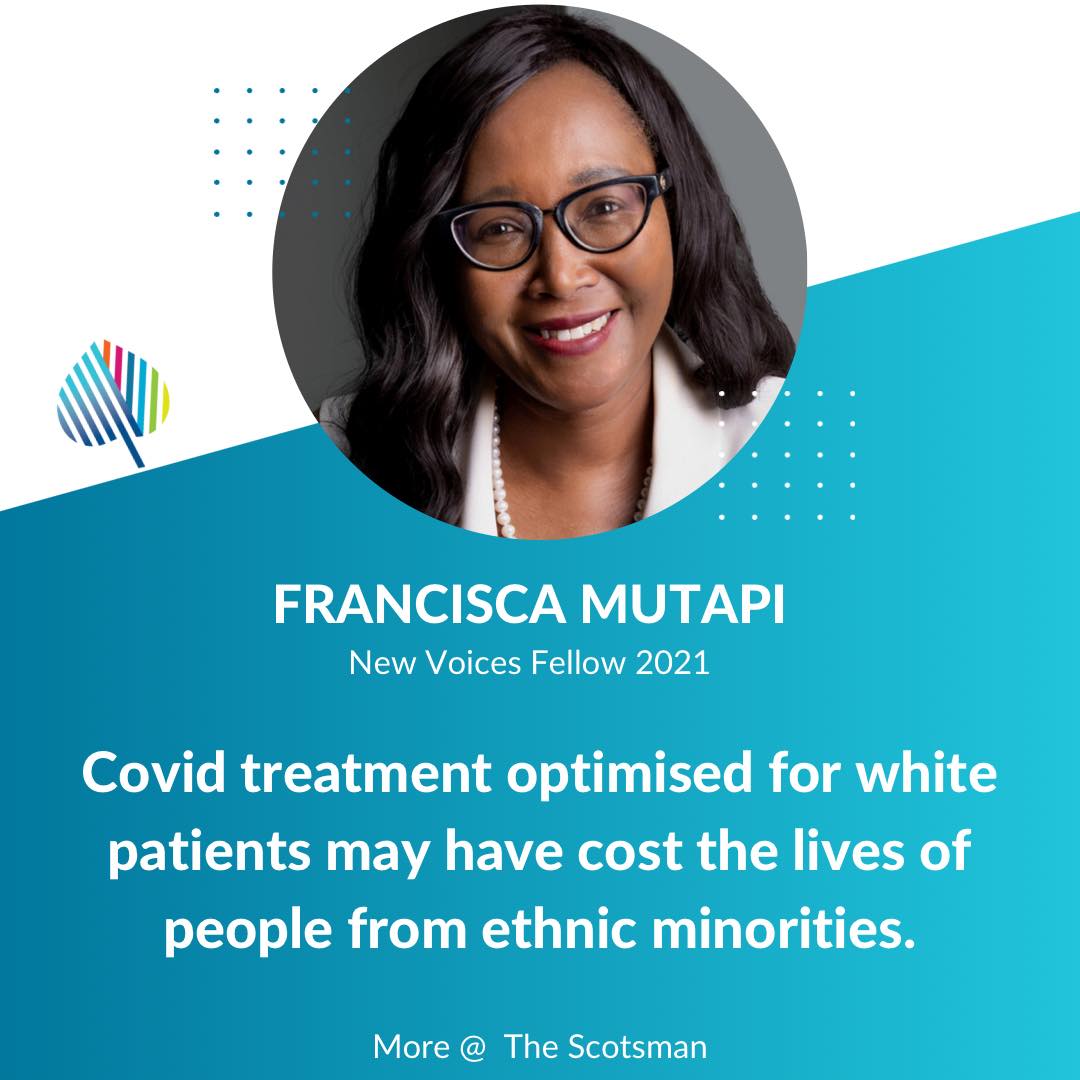 FRANCISCA MUTAPI
New Voices Fellow 2021
Covid treatment optimised for white
patients may have cost the lives of
people from ethnic minorities.
More @ The Scotsman